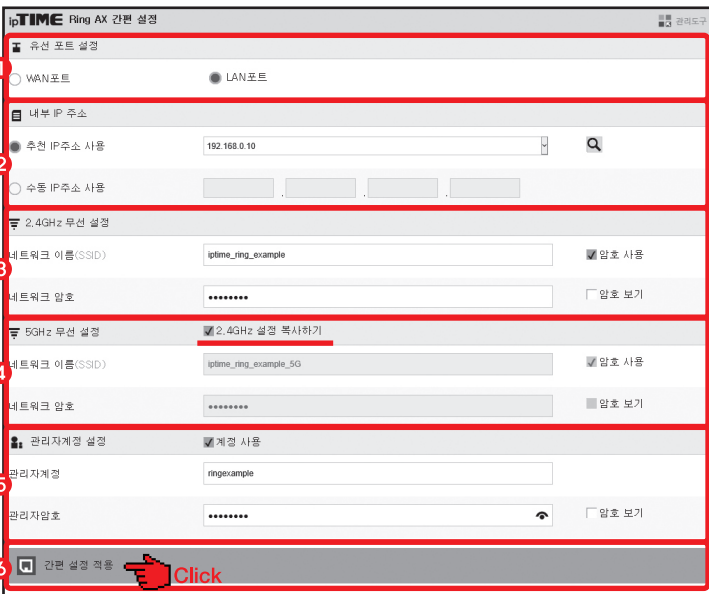 ipTIME Ring AX 간편 설정 관리도구
유선 포트 설정
1
WAN포트 LAN포트
내부 IP 주소
추천 IP주소 사용 192.168.0.10
2
수동 IP주소 사용 . . .
2.4GHz 무선 설정
네트워크 이름(SSID) iptime_ring_example 암호 사용
3
네트워크 암호 •••••••• 암호 보기
5GHz 무선 설정 2.4GHz 설정 복사하기
네트워크 이름(SSID) iptime_ring_example_5G 암호 사용
4
네트워크 암호 •••••••• 암호 보기
관리자계정 설정 계정 사용
관리자계정 ringexample
5
관리자암호 •••••••• 암호 보기
6 간편 설정 적용 Click